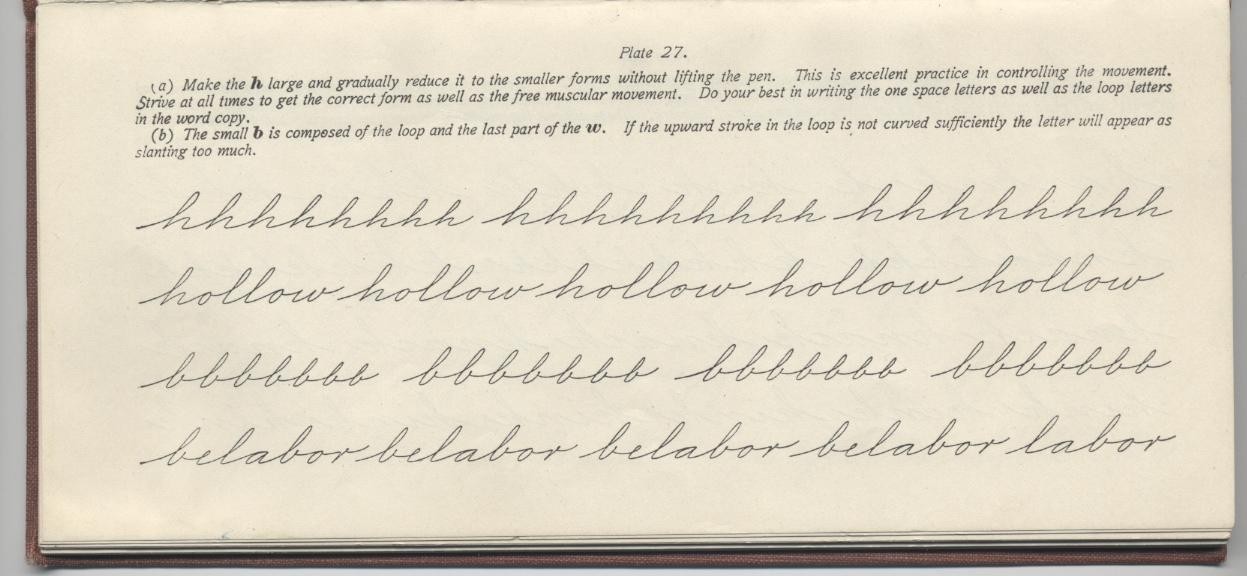 Plate 27.
(a) Make the h large and gradually reduce it to the smaller forms without lifting the pen. This is excellent practice in controlling the movement.
Strive at all times to get the correct form as well as the free muscular movement. Do your best in writing the one space letters as well as the loop letters
in the word copy.
(b) The small b is composed of the loop and the last part of the w. If the upward stroke in the loop is not curved sufficiently the letter will appear as
slanting too much.
hhhhhhhh hhhhhhhhhh hhhhhhhh
hollow hollow hollow hollow hollow
bbbbbbb bbbbbbb bbbbbbb bbbbbbb
belabor belabor belabor belabor labor